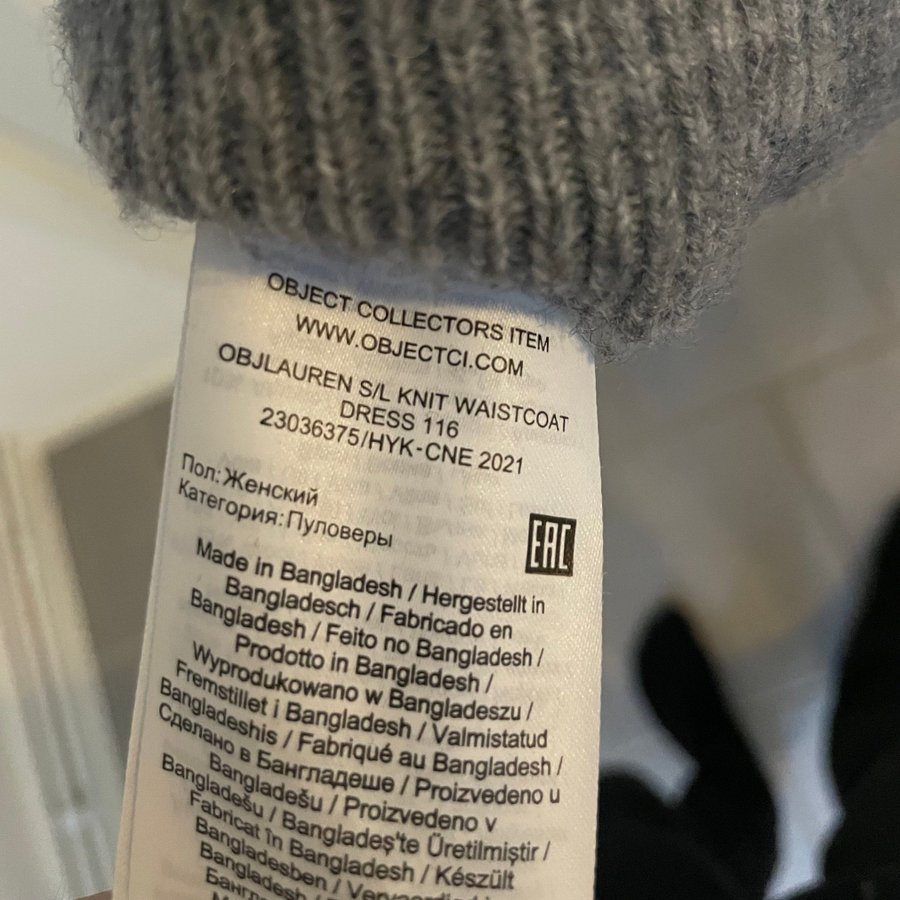 OBJECT COLLECTORS ITEM
WWW.OBJECTCI.COM
OBJLAUREN S/L KNIT WAISTCOAT
DRESS 116
23036375/HYK-CNE 2021
Пол:Женский
Категория:Пуловеры
EAC
Made in Bangladesh / Hergestellt in
Bangladesch / Fabricado en
Bangladesh / Feito no Bangladesh /
Prodotto in Bangladesh /
Wyprodukowano w Bangladeszu /
Fremstillet i Bangladesh / Valmistatud
Bangladeshis / Fabriqué au Bangladesh /
Сделано в Бангладеше / Proizvedeno u
Bangladešu / Proizvedeno v
Bangladešu / Bangladeş'te Üretilmiştir /
Fabricat în Bangladesh / Készült
Bangladesben / Vervaardigd in
Bangladesh /